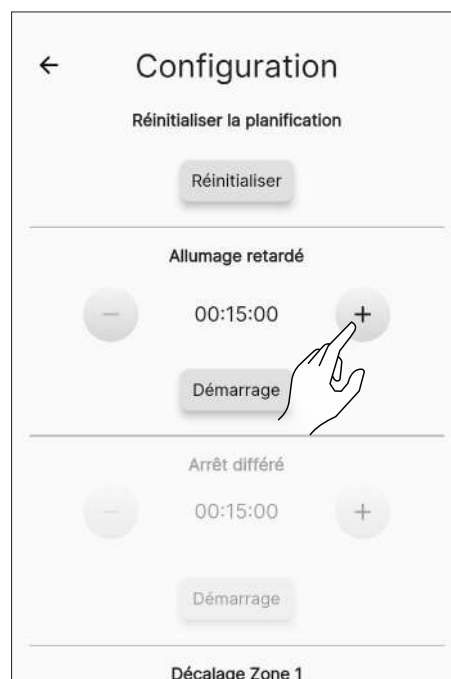 ← Configuration
Réinitialiser la planification
Réinitialiser
Allumage retardé
− 00:15:00 +
Démarrage
Arrêt différé
− 00:15:00 +
Démarrage
Décalage Zone 1